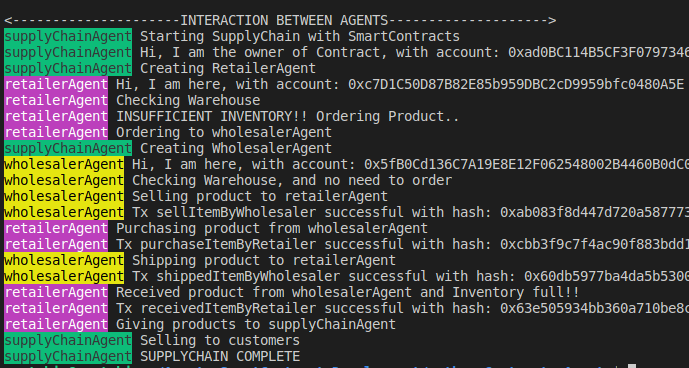 <--------------------INTERACTION BETWEEN AGENTS-------------------->
supplyChainAgent Starting SupplyChain with SmartContracts
supplyChainAgent Hi, I am the owner of Contract, with account: 0xad0BC114B5CF3F0797346
supplyChainAgent Creating RetailerAgent
retailerAgent Hi, I am here, with account: 0xc7D1C50D87B82E85b959DBC2cD9959bfc0480A5E
retailerAgent Checking Warehouse
retailerAgent INSUFFICIENT INVENTORY!! Ordering Product..
retailerAgent Ordering to wholesalerAgent
supplyChainAgent Creating WholesalerAgent
wholesalerAgent Hi, I am here, with account: 0x5fB0Cd136C7A19E8E12F062548002B4460B0dC0
wholesalerAgent Checking Warehouse, and no need to order
wholesalerAgent Selling product to retailerAgent
wholesalerAgent Tx sellItemByWholesaler successful with hash: 0xab083f8d447d720a587773
retailerAgent Purchasing product from wholesalerAgent
retailerAgent Tx purchaseItemByRetailer successful with hash: 0xcbb3f9c7f4ac90f883bdd1
wholesalerAgent Shipping product to retailerAgent
wholesalerAgent Tx shippedItemByWholesaler successful with hash: 0x60db5977ba4da5b5300
retailerAgent Received product from wholesalerAgent and Inventory full!!
retailerAgent Tx receivedItemByRetailer successful with hash: 0x63e505934bb360a710be8c
retailerAgent Giving products to supplyChainAgent
supplyChainAgent Selling to customers
supplyChainAgent SUPPLYCHAIN COMPLETE